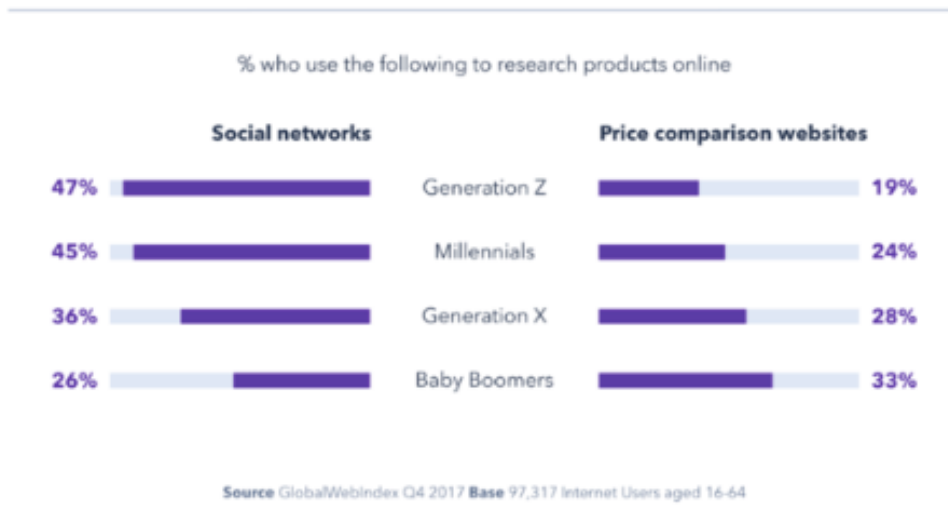 % who use the following to research products online
Social networks Price comparison websites
47% Generation Z 19%
45% Millennials 24%
36% Generation X 28%
26% Baby Boomers 33%
Source GlobalWebIndex Q4 2017 Base 97,317 Internet Users aged 16-64